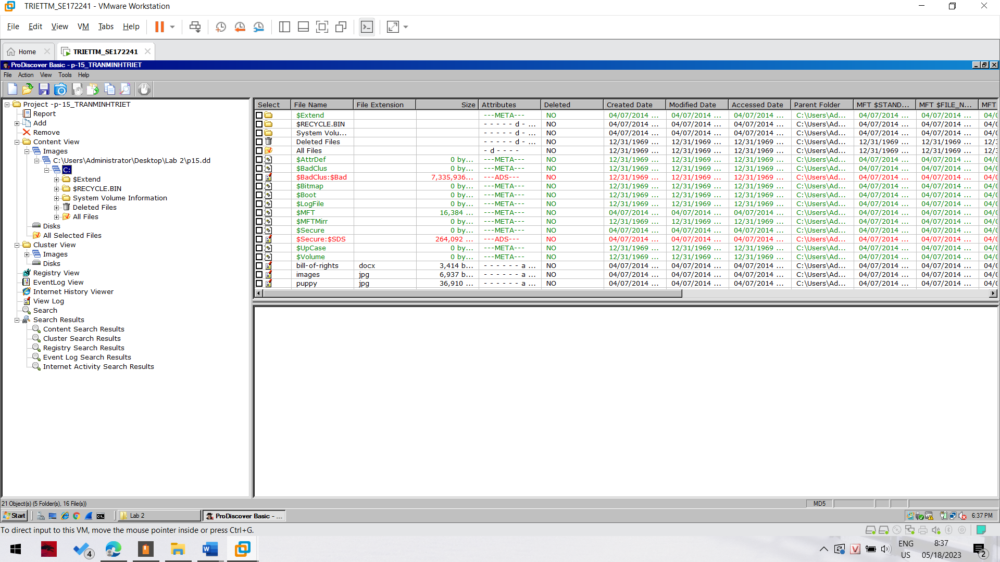 TRIETTM_SE172241 - VMware Workstation
File Edit View VM Tabs Help
Home TRIETTM_SE172241
ProDiscover Basic - p-15_TRANMINHTRIET
File Action View Tools Help
Project -p-15_TRANMINHTRIET
Report
Add
Remove
Content View
Images
C:\Users\Administrator\Desktop\Lab 2\p15.dd
C:
$Extend
$RECYCLE.BIN
System Volume Information
Deleted Files
All Files
Disks
All Selected Files
Cluster View
Images
Disks
Registry View
EventLog View
Internet History Viewer
View Log
Search
Search Results
Content Search Results
Cluster Search Results
Registry Search Results
Event Log Search Results
Internet Activity Search Results
Select File Name File Extension Size Attributes Deleted Created Date Modified Date Accessed Date Parent Folder MFT $STAND... MFT $FILE_N... MFT
$Extend ---META--- NO 04/07/2014 ... 04/07/2014 ... 04/07/2014 ... C:\Users\Ad... 04/07/2014 ... 04/07/2014 ... 04/0
$RECYCLE.BIN - - - - - d - ... NO 04/07/2014 ... 04/07/2014 ... 04/07/2014 ... C:\Users\Ad... 04/07/2014 ... 04/07/2014 ... 04/0
System Volu... - - - - - d - ... NO 04/07/2014 ... 04/07/2014 ... 04/07/2014 ... C:\Users\Ad... 04/07/2014 ... 04/07/2014 ... 04/0
Deleted Files - - - - - d - ... NO 12/31/1969 ... 12/31/1969 ... 12/31/1969 ... C:\Users\Ad... 12/31/1969 ... 12/31/1969 ... 12/3
All Files - d - - - - NO 12/31/1969 ... 12/31/1969 ... 12/31/1969 ... C:\Users\Ad... 12/31/1969 ... 12/31/1969 ... 12/3
$AttrDef 0 by... ---META--- NO 12/31/1969 ... 12/31/1969 ... 12/31/1969 ... C:\Users\Ad... 04/07/2014 ... 04/07/2014 ... 04/0
$BadClus 0 by... ---META--- NO 12/31/1969 ... 12/31/1969 ... 12/31/1969 ... C:\Users\Ad... 04/07/2014 ... 04/07/2014 ... 04/0
$BadClus:$Bad 7,335,936... ---ADS--- NO 12/31/1969 ... 12/31/1969 ... 12/31/1969 ... C:\Users\Ad... 04/07/2014 ... 04/07/2014 ... 04/0
$Bitmap 0 by... ---META--- NO 12/31/1969 ... 12/31/1969 ... 12/31/1969 ... C:\Users\Ad... 04/07/2014 ... 04/07/2014 ... 04/0
$Boot 0 by... ---META--- NO 12/31/1969 ... 12/31/1969 ... 12/31/1969 ... C:\Users\Ad... 04/07/2014 ... 04/07/2014 ... 04/0
$LogFile 0 by... ---META--- NO 12/31/1969 ... 12/31/1969 ... 12/31/1969 ... C:\Users\Ad... 04/07/2014 ... 04/07/2014 ... 04/0
$MFT 16,384 ... ---META--- NO 04/07/2014 ... 04/07/2014 ... 04/07/2014 ... C:\Users\Ad... 04/07/2014 ... 04/07/2014 ... 04/0
$MFTMirr 0 by... ---META--- NO 12/31/1969 ... 12/31/1969 ... 12/31/1969 ... C:\Users\Ad... 04/07/2014 ... 04/07/2014 ... 04/0
$Secure 0 by... ---META--- NO 04/07/2014 ... 04/07/2014 ... 04/07/2014 ... C:\Users\Ad... 04/07/2014 ... 04/07/2014 ... 04/0
$Secure:$SDS 264,092 ... ---ADS--- NO 04/07/2014 ... 04/07/2014 ... 04/07/2014 ... C:\Users\Ad... 04/07/2014 ... 04/07/2014 ... 04/0
$UpCase 0 by... ---META--- NO 12/31/1969 ... 12/31/1969 ... 12/31/1969 ... C:\Users\Ad... 04/07/2014 ... 04/07/2014 ... 04/0
$Volume 0 by... ---META--- NO 12/31/1969 ... 12/31/1969 ... 12/31/1969 ... C:\Users\Ad... 04/07/2014 ... 04/07/2014 ... 04/0
bill-of-rights docx 3,414 b... - - - - - - a ... NO 04/07/2014 ... 04/07/2014 ... 04/07/2014 ... C:\Users\Ad... 04/07/2014 ... 04/07/2014 ... 04/0
images jpg 6,937 b... - - - - - - a ... NO 04/07/2014 ... 04/07/2014 ... 04/07/2014 ... C:\Users\Ad... 04/07/2014 ... 04/07/2014 ... 04/0
puppy jpg 36,910 ... - - - - - - a ... NO 04/07/2014 ... 04/07/2014 ... 04/07/2014 ... C:\Users\Ad... 04/07/2014 ... 04/07/2014 ... 04/0
21 Object(s) (5 Folder(s), 16 File(s)) MD5
Start Lab 2 ProDiscover Basic - ... 6:37 PM
To direct input to this VM, move the mouse pointer inside or press Ctrl+G.
4 ENG 8:37
US 05/18/2023 2